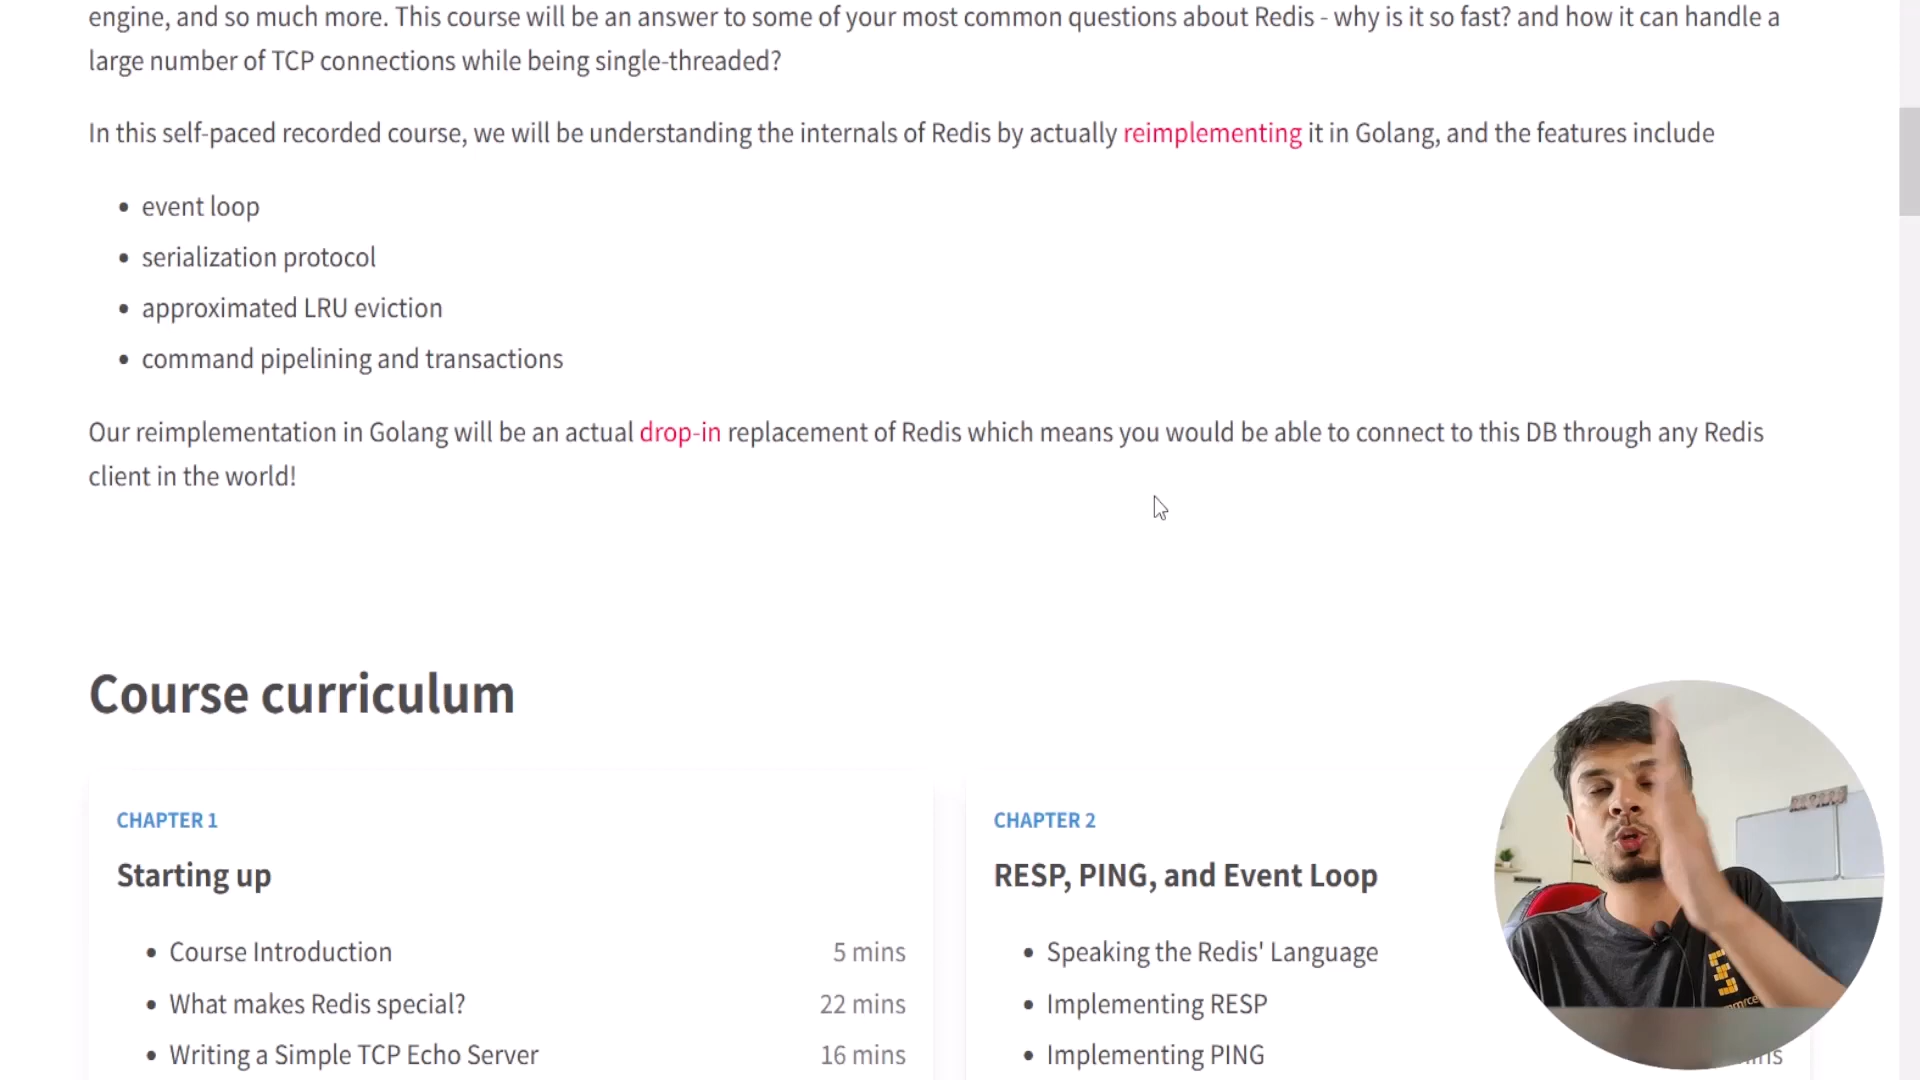 engine, and so much more. This course will be an answer to some of your most common questions about Redis - why is it so fast? and how it can handle a
large number of TCP connections while being single-threaded?
In this self-paced recorded course, we will be understanding the internals of Redis by actually reimplementing it in Golang, and the features include
• event loop
• serialization protocol
• approximated LRU eviction
• command pipelining and transactions
Our reimplementation in Golang will be an actual drop-in replacement of Redis which means you would be able to connect to this DB through any Redis
client in the world!
Course curriculum
CHAPTER 1
Starting up
• Course Introduction 5 mins
• What makes Redis special? 22 mins
• Writing a Simple TCP Echo Server 16 mins
CHAPTER 2
RESP, PING, and Event Loop
• Speaking the Redis' Language
• Implementing RESP
• Implementing PING